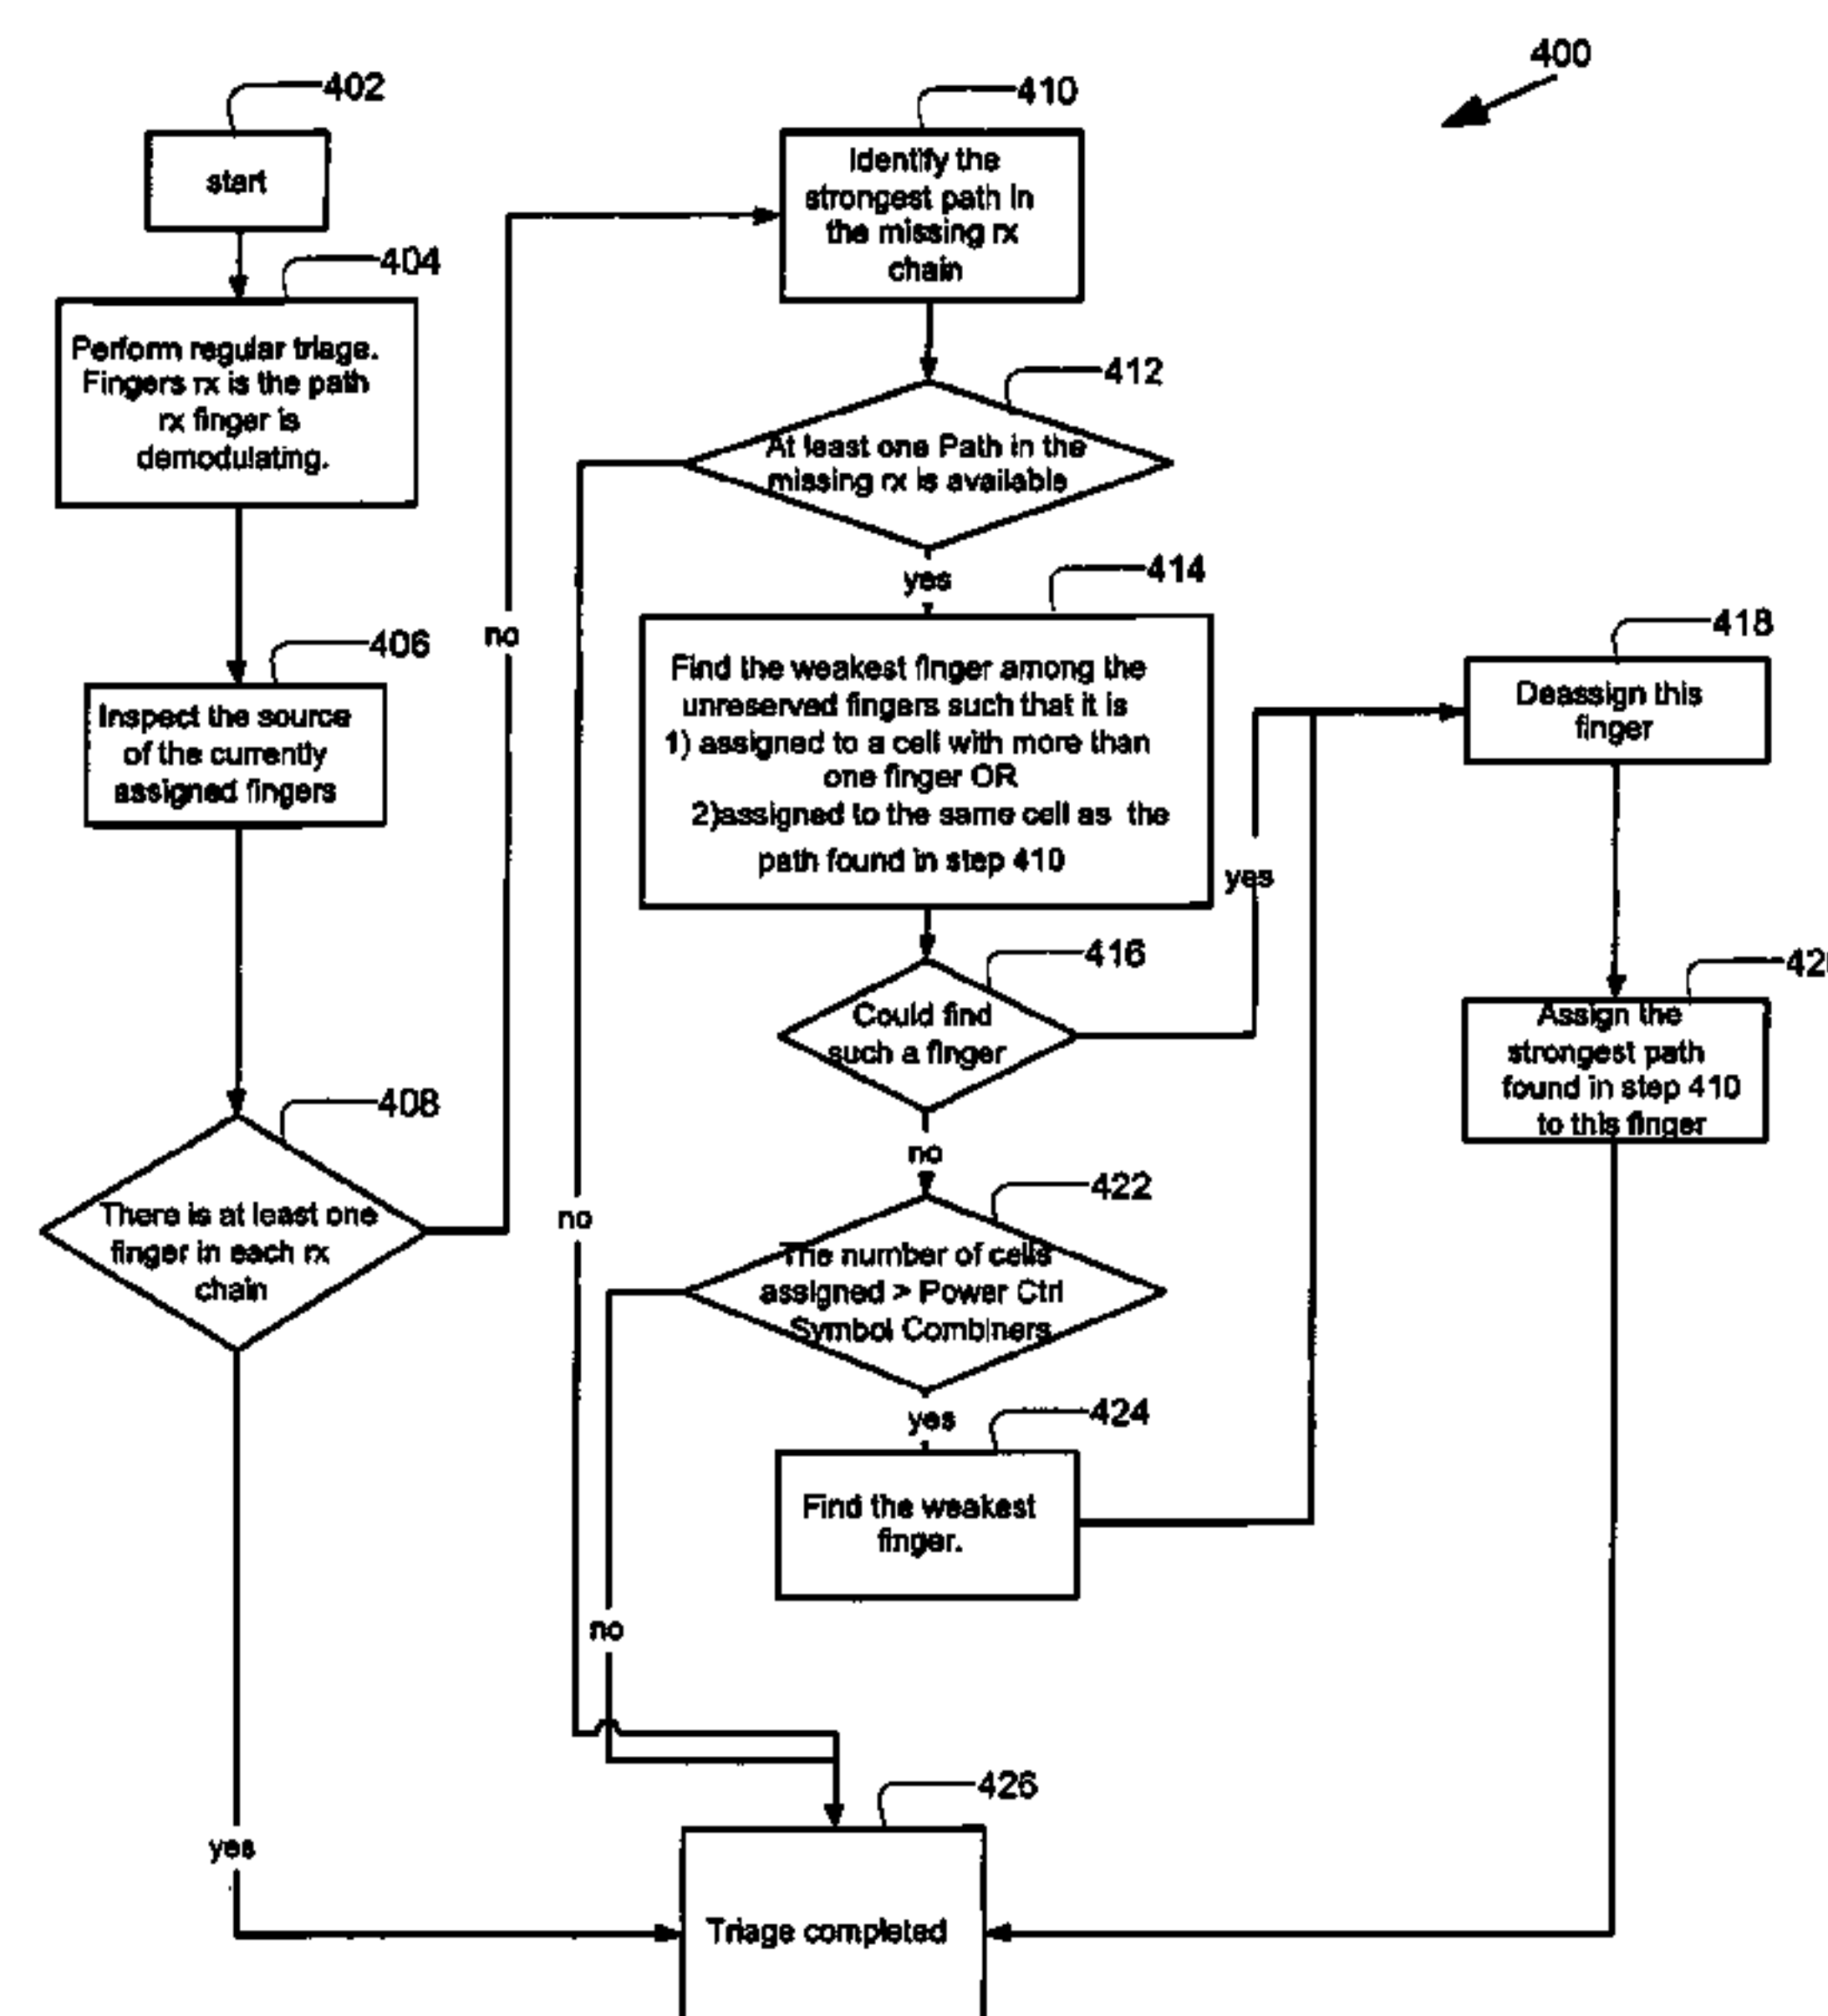 400
402
start
404
Perform regular triage.
Fingers rx is the path
rx finger is
demodulating.
406
Inspect the source
of the currently
assigned fingers
408
There is at least one
finger in each rx
chain
no
yes
410
Identify the
strongest path in
the missing rx
chain
412
At least one Path in the
missing rx is available
yes
no
414
Find the weakest finger among the
unreserved fingers such that it is
1) assigned to a cell with more than
one finger OR
2)assigned to the same cell as the
path found in step 410
416
Could find
such a finger
yes
no
418
Deassign this
finger
Assign the
strongest path
found in step 410
to this finger
422
The number of cells
assigned > Power Ctrl
Symbol Combiners
yes
no
424
Find the weakest
finger.
426
Triage completed